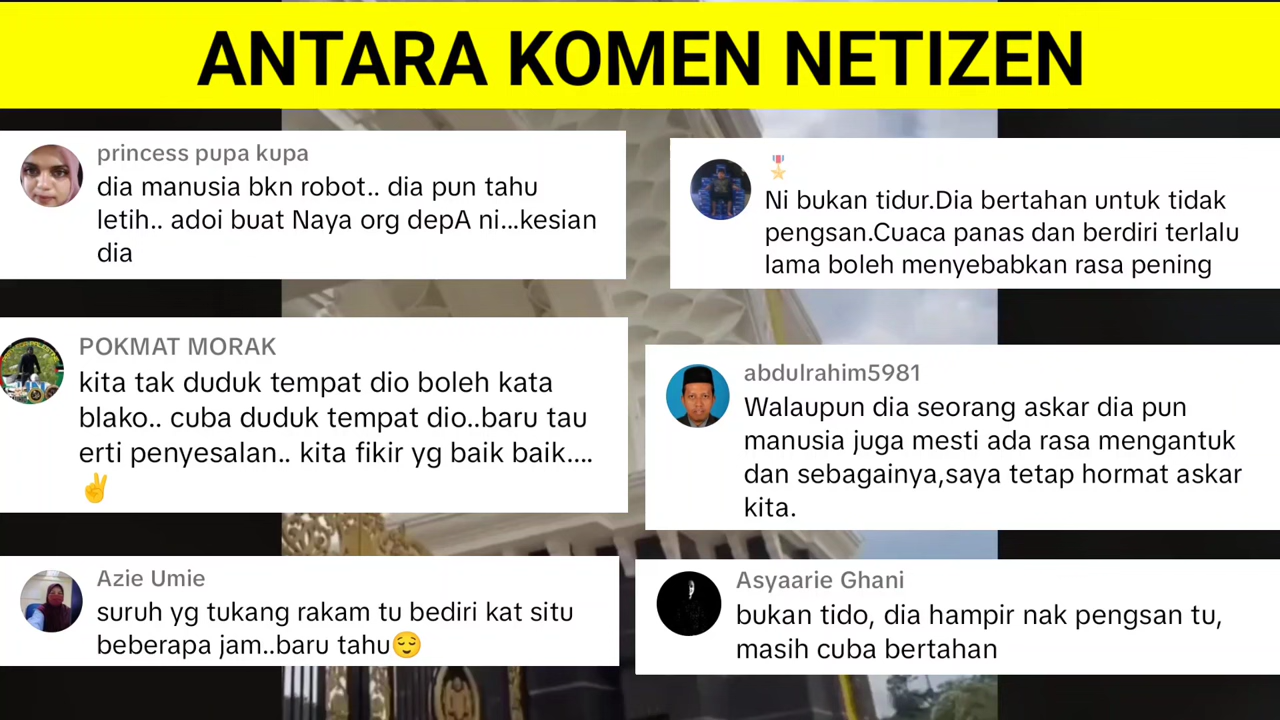 ANTARA KOMEN NETIZEN
princess pupa kupa
dia manusia bkn robot.. dia pun tahu
letih.. adoi buat Naya org depA ni...kesian
dia
Ni bukan tidur.Dia bertahan untuk tidak
pengsan.Cuaca panas dan berdiri terlalu
lama boleh menyebabkan rasa pening
POKMAT MORAK
kita tak duduk tempat dio boleh kata
blako.. cuba duduk tempat dio..baru tau
erti penyesalan.. kita fikir yg baik baik....
✌️
abdulrahim5981
Walaupun dia seorang askar dia pun
manusia juga mesti ada rasa mengantuk
dan sebagainya,saya tetap hormat askar
kita.
Azie Umie
suruh yg tukang rakam tu bediri kat situ
beberapa jam..baru tahu😌
Asyaarie Ghani
bukan tido, dia hampir nak pengsan tu,
masih cuba bertahan